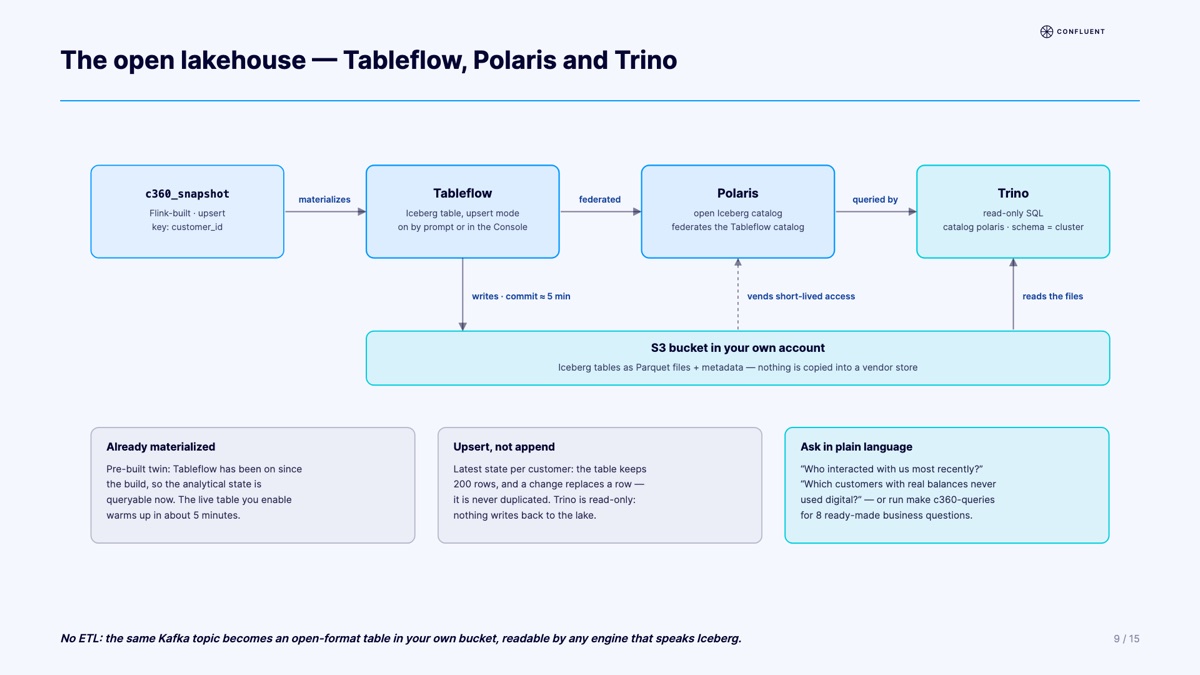 CONFLUENT
The open lakehouse — Tableflow, Polaris and Trino
c360_snapshot
Flink-built · upsert
key: customer_id
materializes
Tableflow
Iceberg table, upsert mode
on by prompt or in the Console
federated
Polaris
open Iceberg catalog
federates the Tableflow catalog
queried by
Trino
read-only SQL
catalog polaris · schema = cluster
writes · commit ≈ 5 min
vends short-lived access
reads the files
S3 bucket in your own account
Iceberg tables as Parquet files + metadata — nothing is copied into a vendor store
Already materialized
Pre-built twin: Tableflow has been on since
the build, so the analytical state is
queryable now. The live table you enable
warms up in about 5 minutes.
Upsert, not append
Latest state per customer: the table keeps
200 rows, and a change replaces a row —
it is never duplicated. Trino is read-only:
nothing writes back to the lake.
Ask in plain language
“Who interacted with us most recently?”
“Which customers with real balances never
used digital?” — or run make c360-queries
for 8 ready-made business questions.
No ETL: the same Kafka topic becomes an open-format table in your own bucket, readable by any engine that speaks Iceberg.
9 / 15